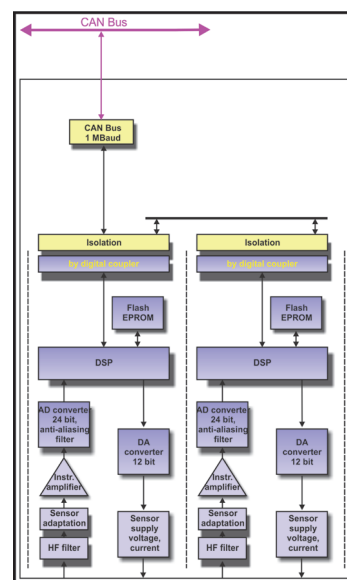 CAN Bus
CAN Bus
1 MBaud
Isolation
Isolation
by digital coupler
by digital coupler
Flash
EPROM
Flash
EPROM
DSP
DSP
AD converte
24 bit,
anti-aliasing
filter
DA
converter
12 bit
AD converte
24 bit,
anti-aliasing
filter
DA
converter
12 bit
Instr.
amplifier
Instr.
amplifier
Sensor
adaptation
Sensor
supply
voltage,
current
Sensor
adaptation
Sensor
supply
voltage,
current
HF filter
HF filter